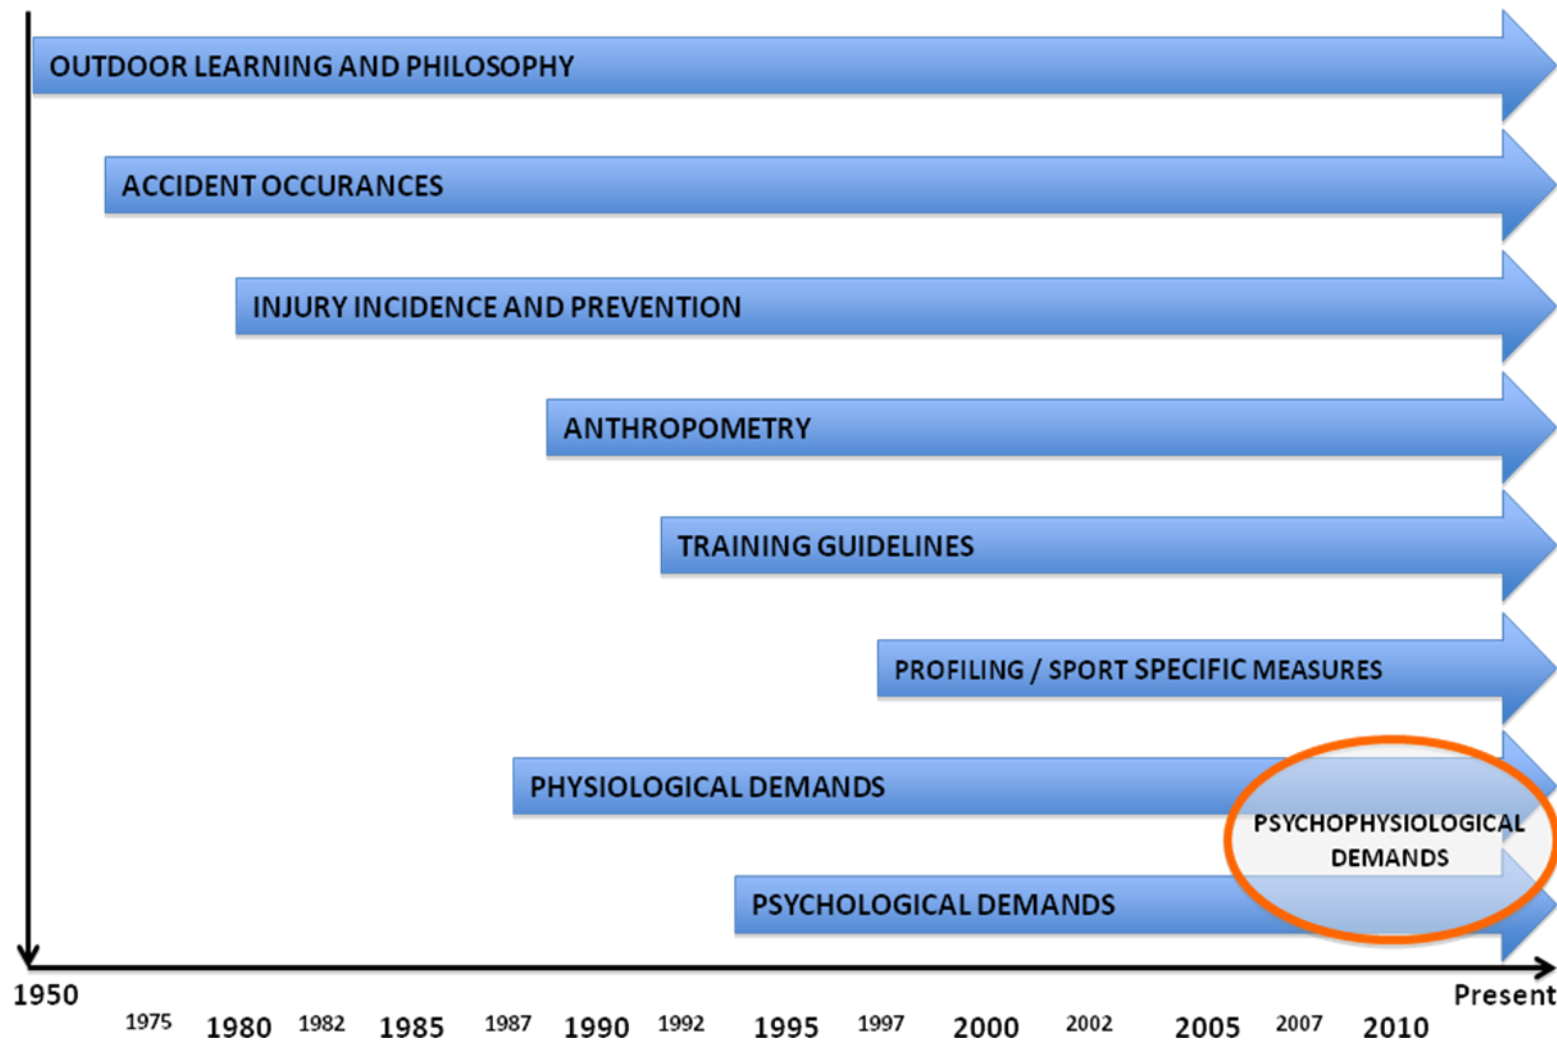 OUTDOOR LEARNING AND PHILOSOPHY
ACCIDENT OCCURANCES
INJURY INCIDENCE AND PREVENTION
ANTHROPOMETRY
TRAINING GUIDELINES
PROFILING / SPORT SPECIFIC MEASURES
PHYSIOLOGICAL DEMANDS
PSYCHOPHYSIOLOGICAL
DEMANDS
PSYCHOLOGICAL DEMANDS
1950 Present
1975 1980 1982 1985 1987 1990 1992 1995 1997 2000 2002 2005 2007 2010